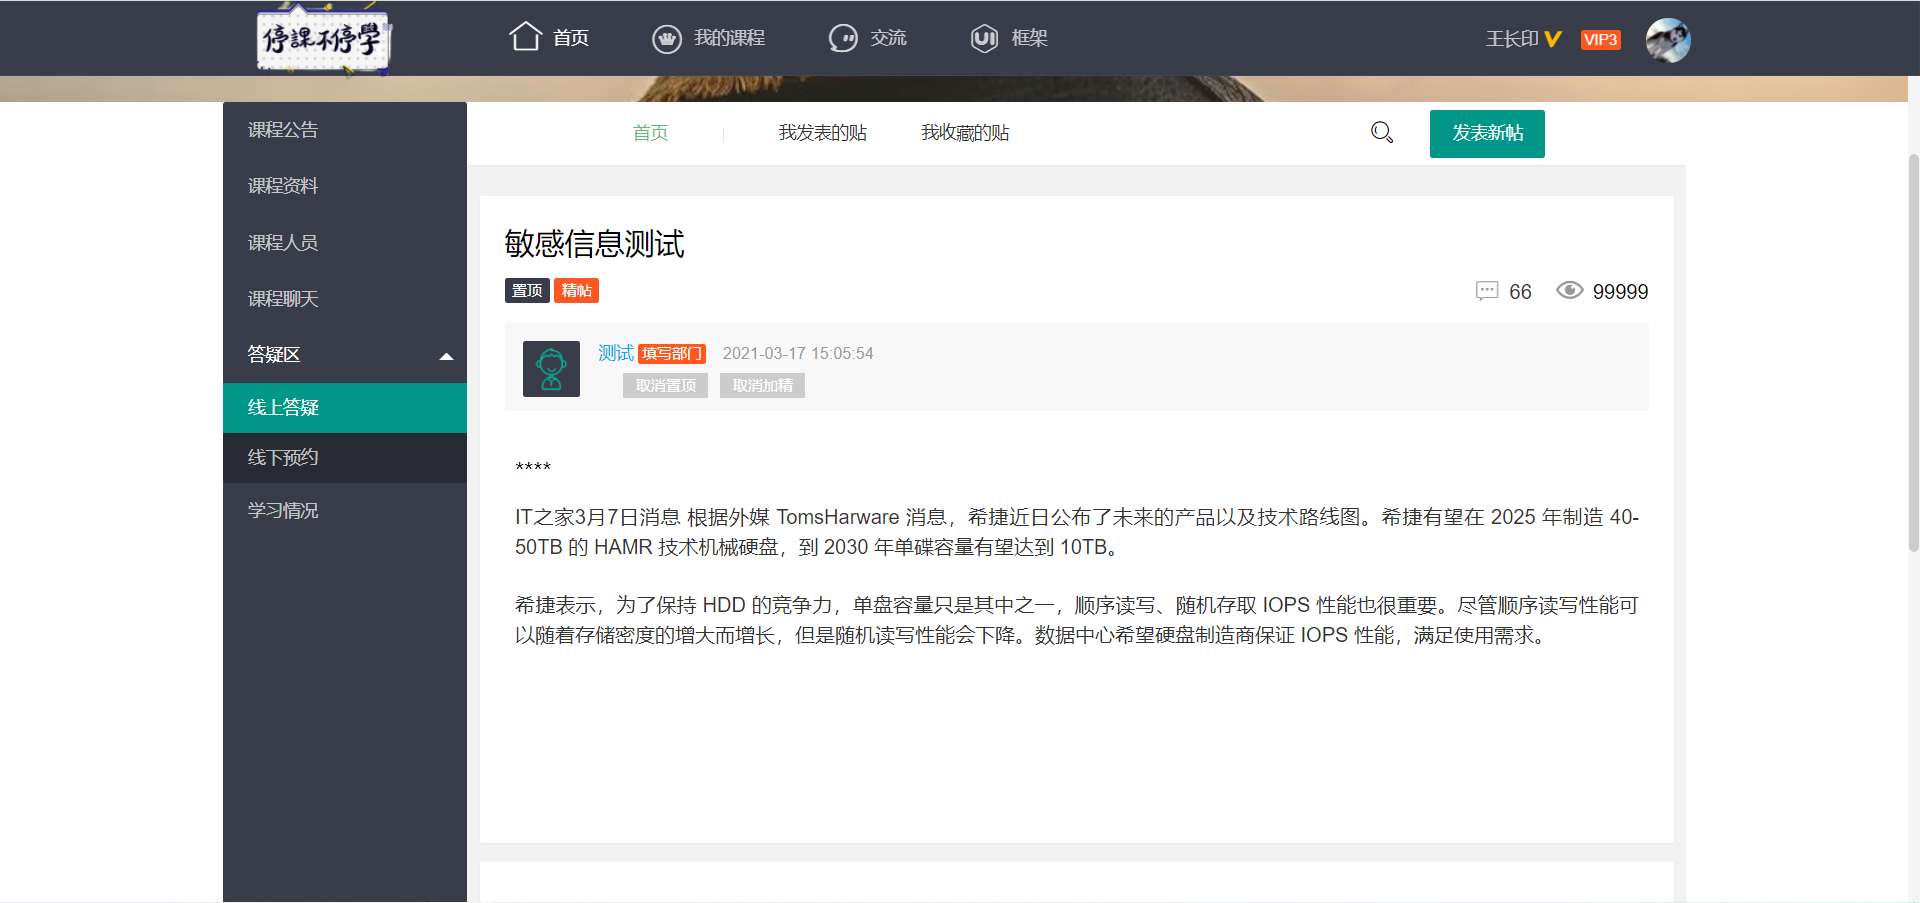 停課不停學
首页
我的课程
交流
框架
王长印
VIP3
课程公告
课程资料
课程人员
课程聊天
答疑区
线上答疑
线下预约
学习情况
首页
我发表的贴
我收藏的贴
发表新帖
敏感信息测试
置顶 精帖
66
99999
测试 填写部门 2021-03-17 15:05:54
取消置顶 取消加精
****
IT之家3月7日消息 根据外媒 TomsHarware 消息，希捷近日公布了未来的产品以及技术路线图。希捷有望在 2025 年制造 40-
50TB 的 HAMR 技术机械硬盘，到 2030 年单碟容量有望达到 10TB。
希捷表示，为了保持 HDD 的竞争力，单盘容量只是其中之一，顺序读写、随机存取 IOPS 性能也很重要。尽管顺序读写性能可
以随着存储密度的增大而增长，但是随机读写性能会下降。数据中心希望硬盘制造商保证 IOPS 性能，满足使用需求。